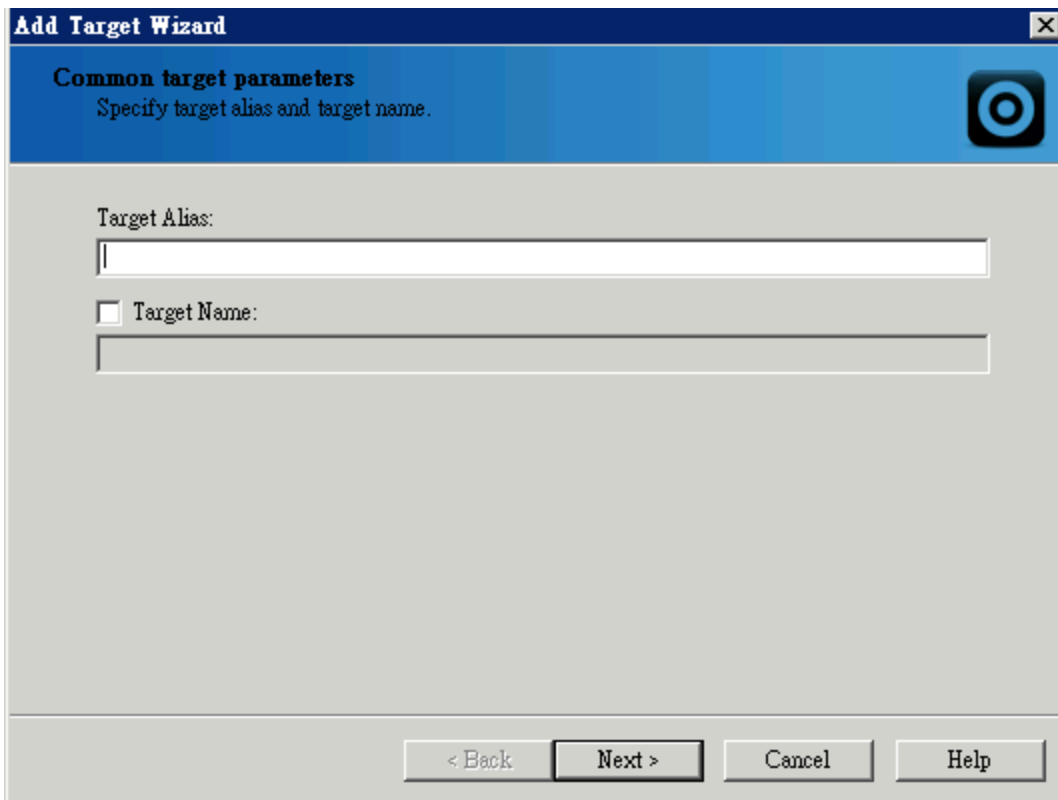 Add Target Wizard
Common target parameters
Specify target alias and target name.
Target Alias:
Target Name:
< Back
Next >
Cancel
Help